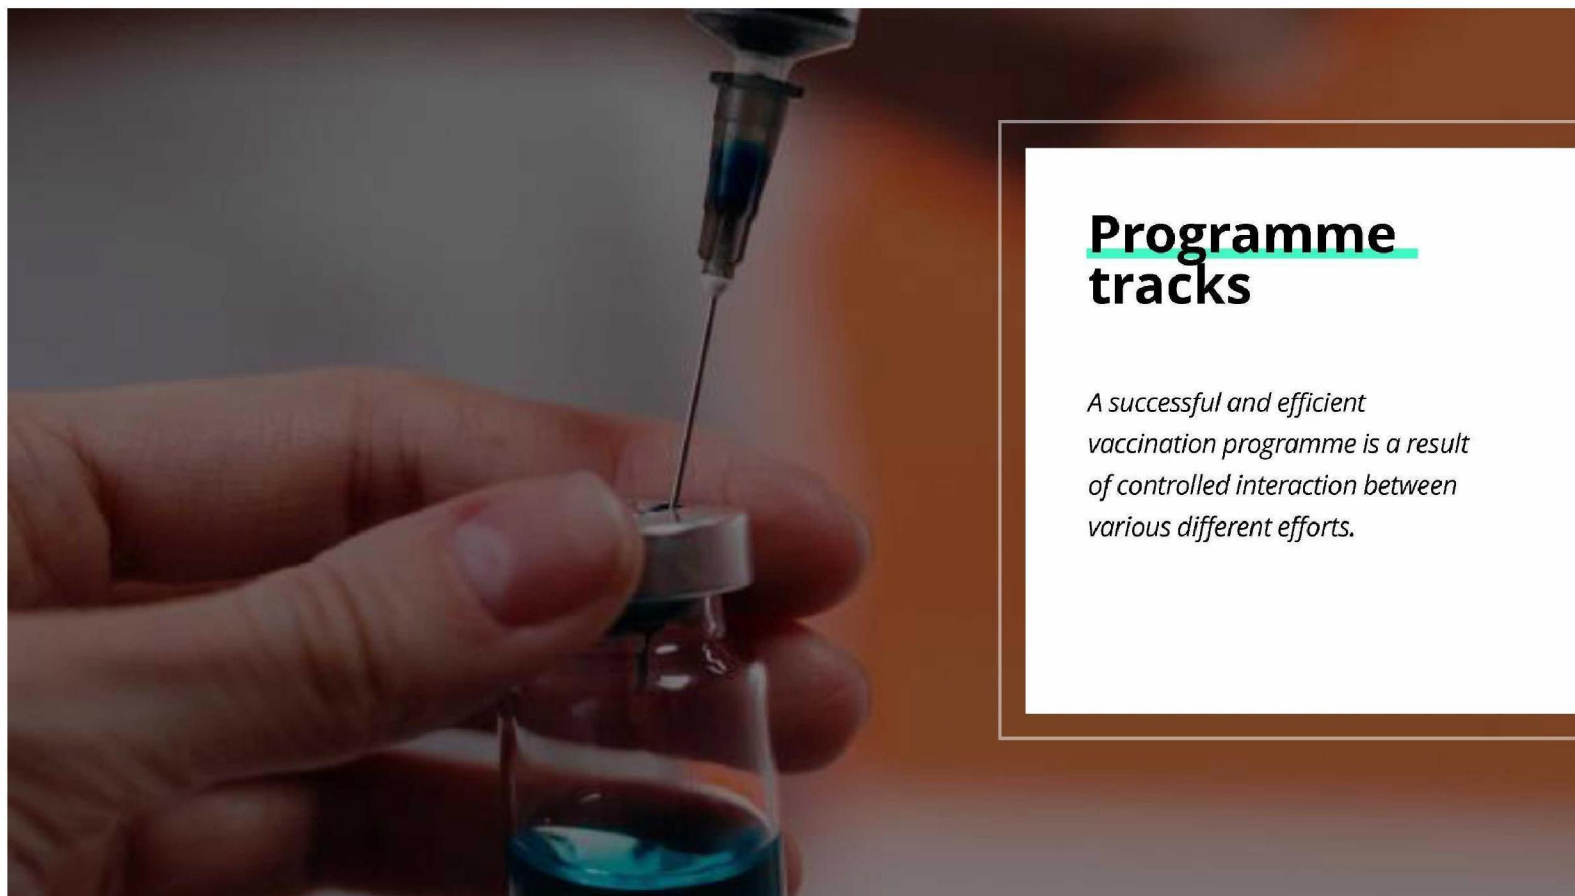 Programme
tracks
A successful and efficient
vaccination programme is a result
of controlled interaction between
various different efforts.